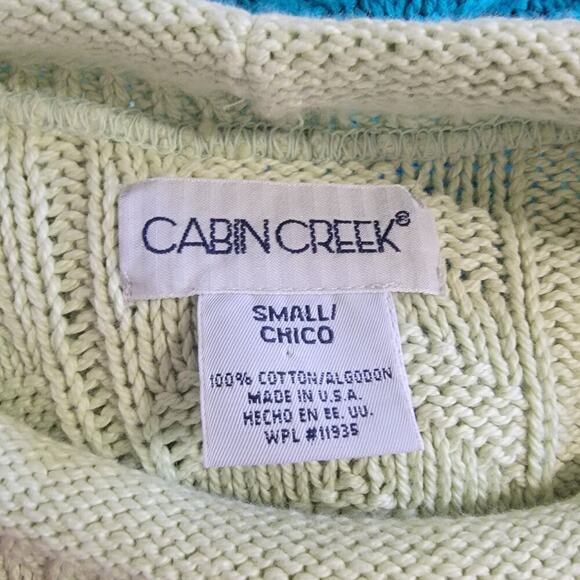 CABIN CREEK®
SMALL/
CHICO
100% COTTON/ALGODON
MADE IN U.S.A.
HECHO EN EE. UU.
WPL #11935